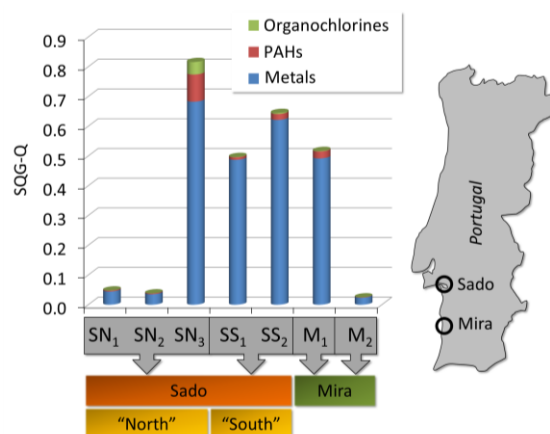 Organochlorines
PAHs
Metals
SQG-Q
0.9
0.8
0.7
0.6
0.5
0.4
0.3
0.2
0.1
0.0
SN₁ SN₂ SN₃ SS₁ SS₂ M₁ M₂
Sado Mira
“North” “South”
Portugal
Sado
Mira